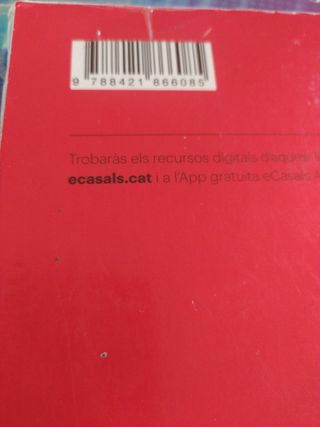 9 788421 866085
Trobaràs els recursos digitals d'aquest
ecasals.cat i a l'App gratuïta eCasals